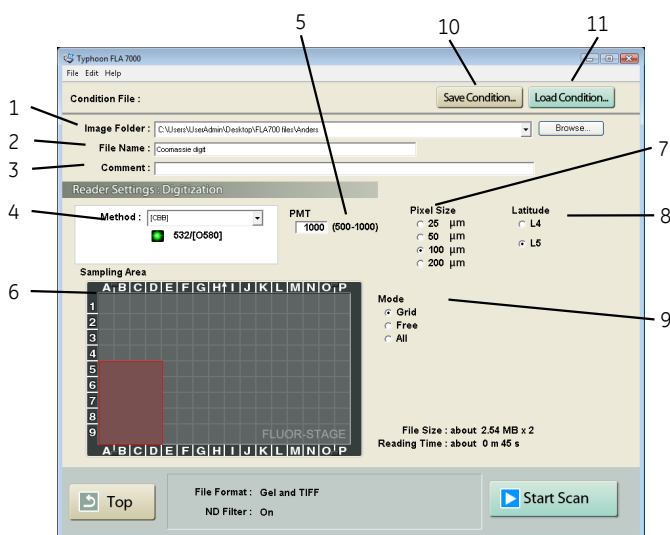 5
10
11
Typhoon FLA 7000
File Edit Help
Condition File :
Save Condition...
Load Condition...
1
Image Folder : C:\Users\UserAdmin\Desktop\FLA700 files\Anders
Browse...
2
File Name : Coomassie digit
7
3
Comment :
Reader Settings : Digitization
4
Method : [CBB]
532/[O580]
PMT
1000 (500-1000)
Pixel Size
25 µm
50 µm
100 µm
200 µm
Latitude
L4
L5
8
Sampling Area
6
A B C D E F G H I J K L M N O P
1
2
3
4
5
6
7
8
9
FLUOR-STAGE
A B C D E F G H I J K L M N O P
Mode
Grid
Free
All
9
File Size : about 2.54 MB x 2
Reading Time : about 0 m 45 s
Top
File Format : Gel and TIFF
ND Filter : On
Start Scan